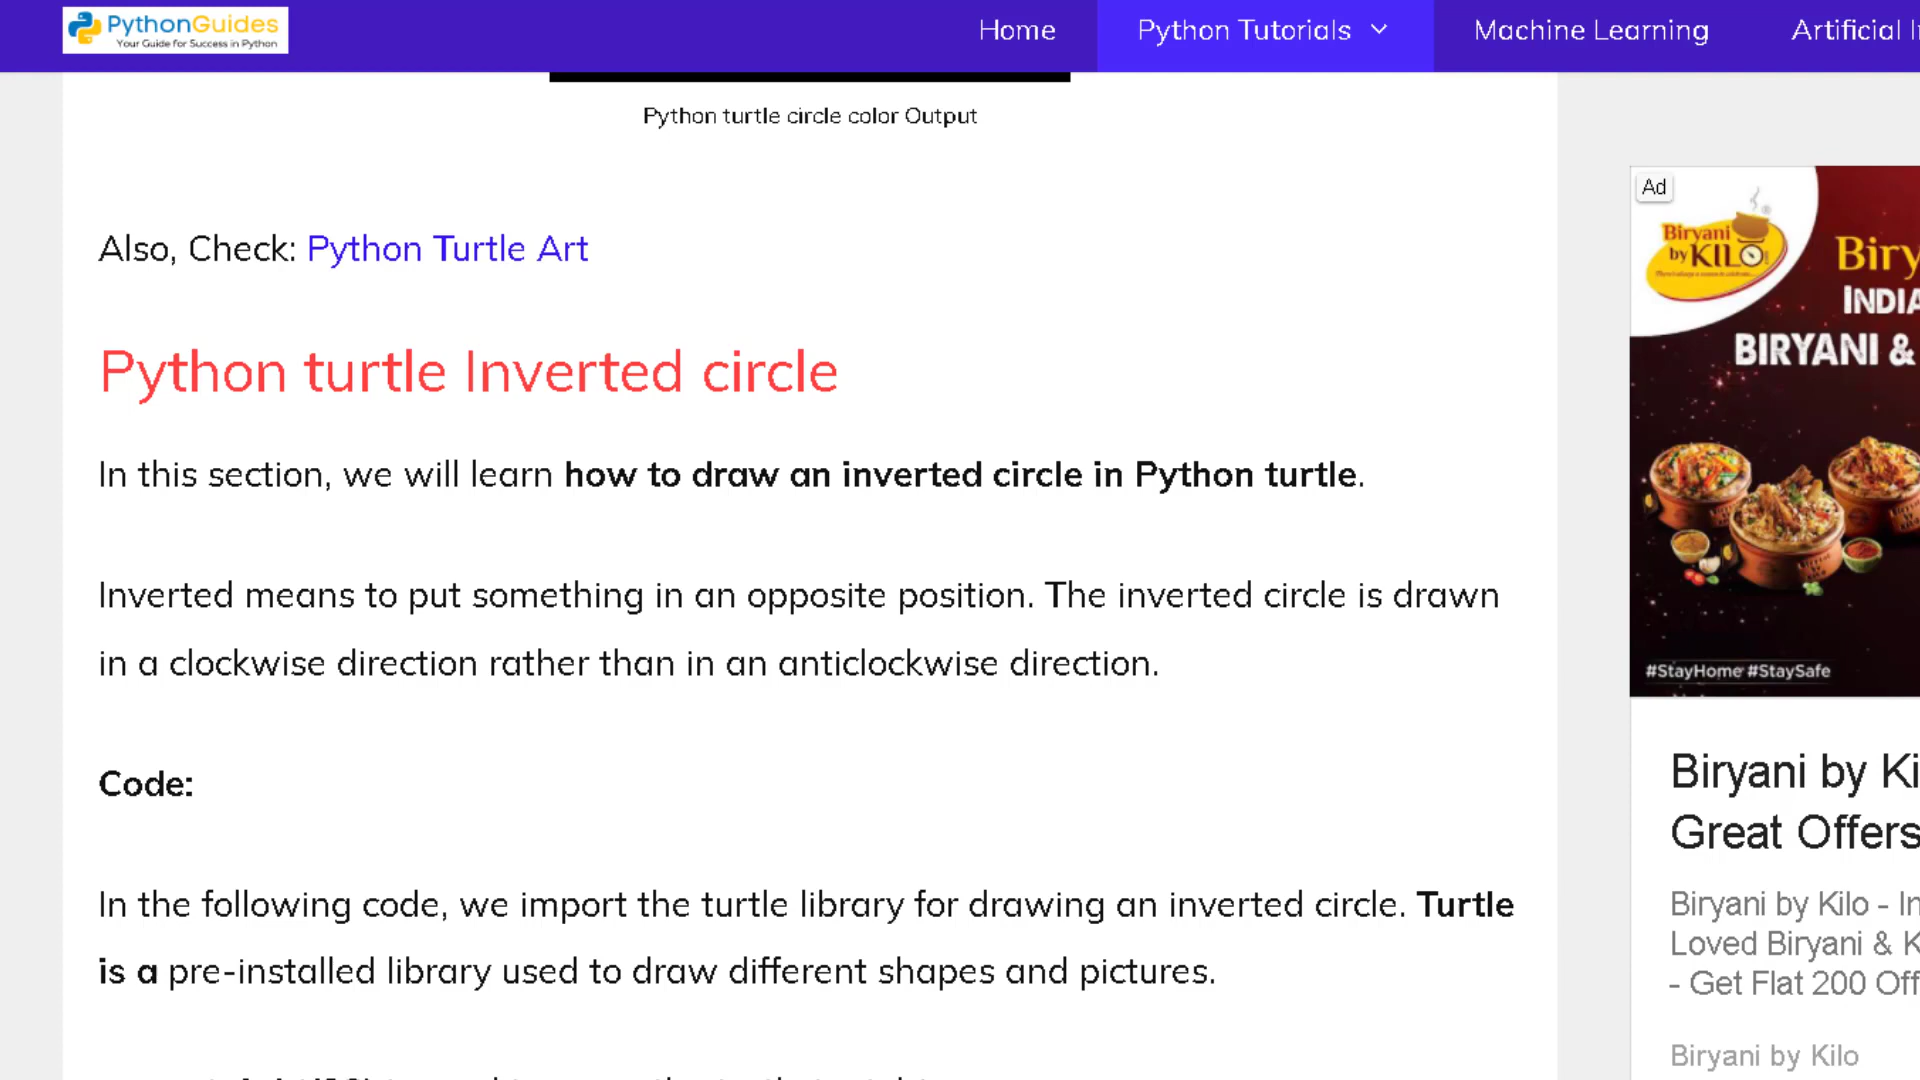 PythonGuides
Your Guide for Success in Python
Home
Python Tutorials
Machine Learning
Artificial
Python turtle circle color Output
Also, Check: Python Turtle Art
Python turtle Inverted circle
In this section, we will learn how to draw an inverted circle in Python turtle.
Inverted means to put something in an opposite position. The inverted circle is drawn
in a clockwise direction rather than in an anticlockwise direction.
Code:
In the following code, we import the turtle library for drawing an inverted circle. Turtle
is a pre-installed library used to draw different shapes and pictures.
Ad
Biryani
by KILO
Biry
INDIA
BIRYANI &
#StayHome #StaySafe
Biryani by Ki
Great Offers
Biryani by Kilo - In
Loved Biryani & K
- Get Flat 200 Off
Biryani by Kilo